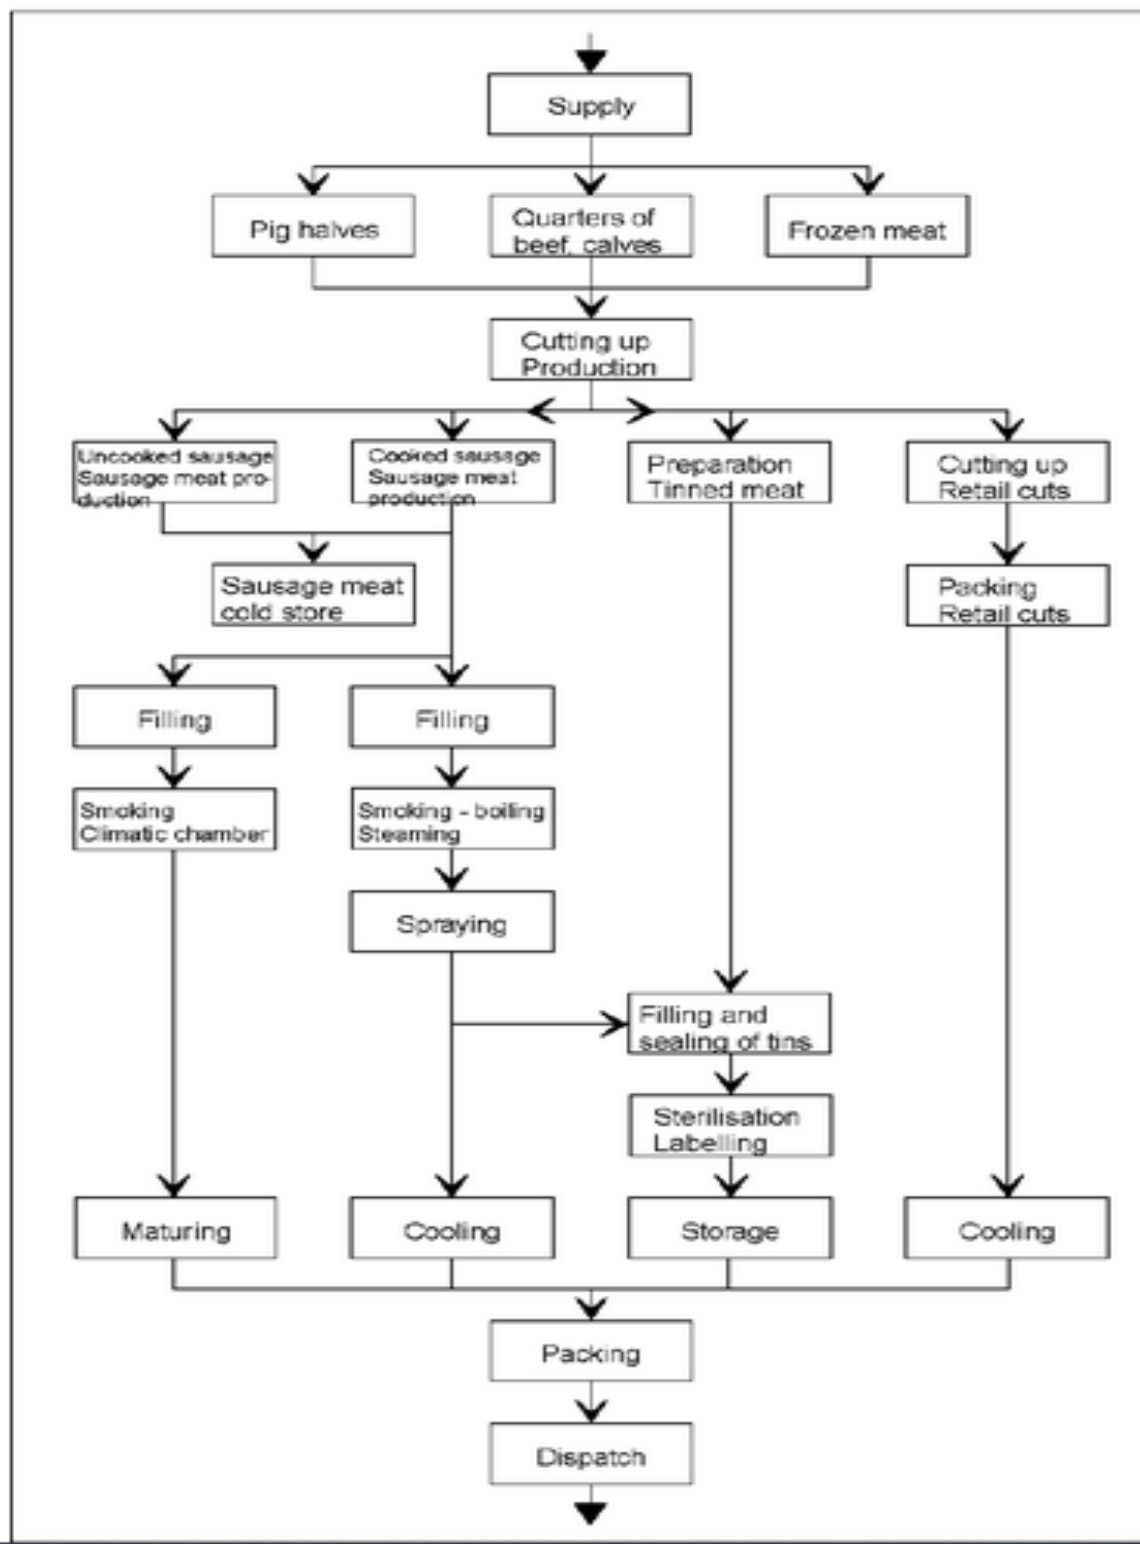 Supply
Pig halves
Quarters of
beef, calves
Frozen meat
Cutting up
Production
Uncooked sausage
Sausage meat pro-
duction
Cooked sausage
Sausage meat
production
Preparation
Tinned meat
Cutting up
Retail cuts
Sausage meat
cold store
Packing
Retail cuts
Filling
Filling
Smoking
Climatic chamber
Smoking - boiling
Steaming
Spraying
Filling and
sealing of tins
Sterilisation
Labelling
Maturing
Cooling
Storage
Cooling
Packing
Dispatch